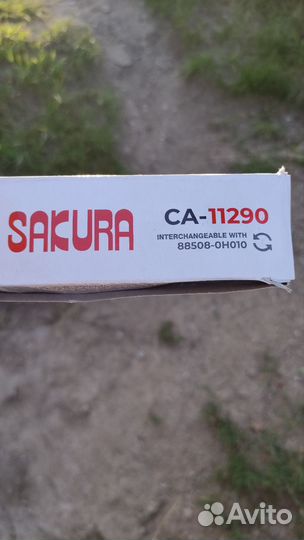 SAKURA
CA-11290
INTERCHANGEABLE WITH
88508-0H010
Avito